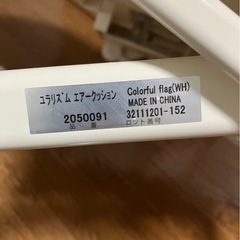 ユラリズム エアークッション Colorful flag(WH)
MADE IN CHINA
2050091 32111201-152
品番 ロット番号